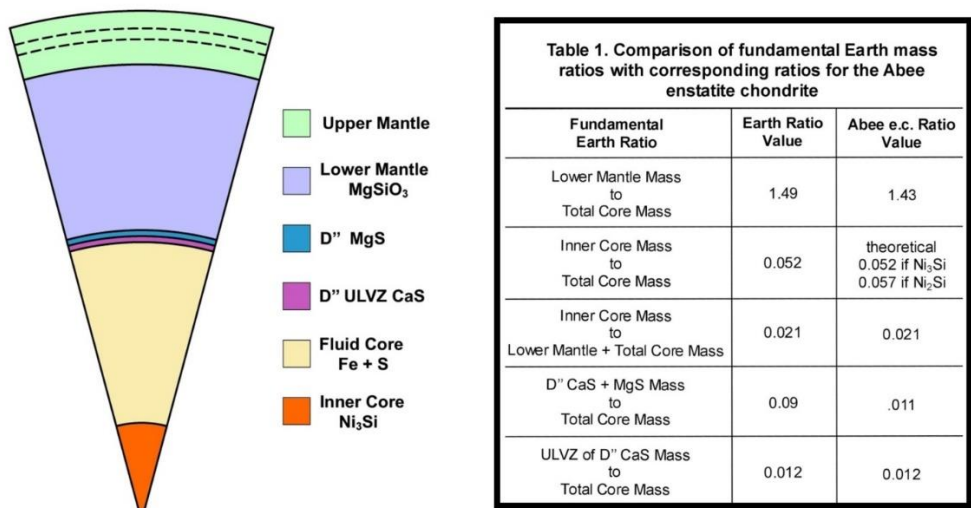 Upper Mantle
Lower Mantle
MgSiO₃
D" MgS
D" ULVZ CaS
Fluid Core
Fe + S
Inner Core
Ni₃Si
Table 1. Comparison of fundamental Earth mass
ratios with corresponding ratios for the Abee
enstatite chondrite
Fundamental
Earth Ratio
Earth Ratio
Value
Abee e.c. Ratio
Value
Lower Mantle Mass
to
Total Core Mass
1.49
1.43
Inner Core Mass
to
Total Core Mass
0.052
theoretical
0.052 if Ni₃Si
0.057 if Ni₂Si
Inner Core Mass
to
Lower Mantle + Total Core Mass
0.021
0.021
D" CaS + MgS Mass
to
Total Core Mass
0.09
.011
ULVZ of D" CaS Mass
to
Total Core Mass
0.012
0.012